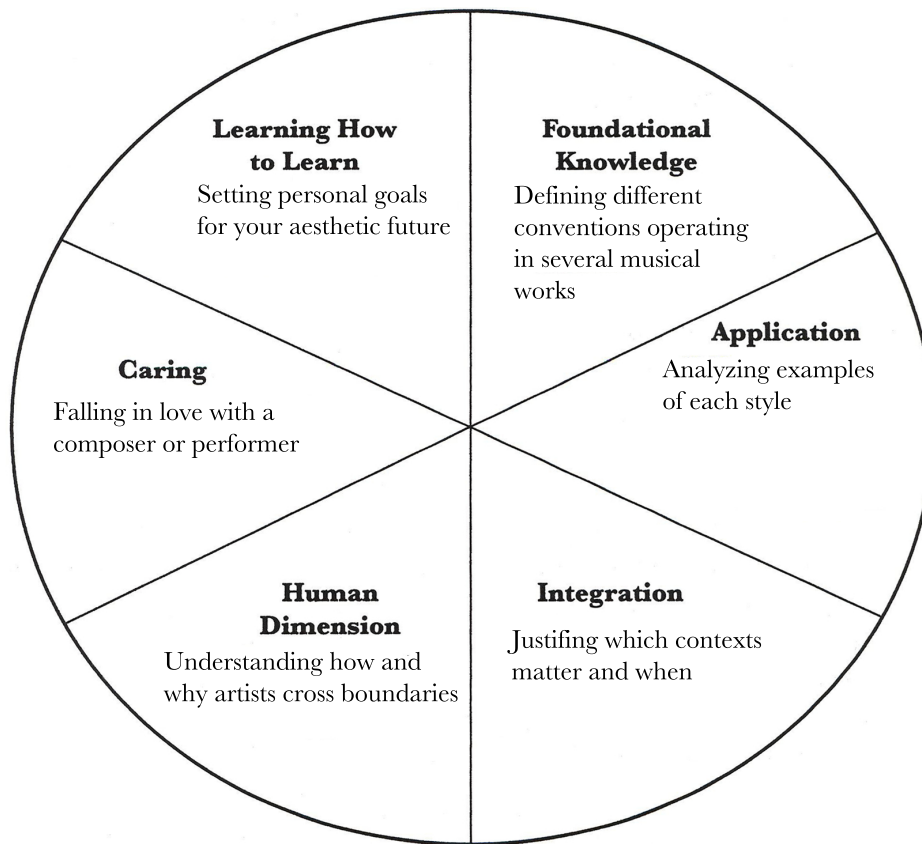 Learning How
to Learn
Setting personal goals
for your aesthetic future
Foundational
Knowledge
Defining different
conventions operating
in several musical
works
Application
Analyzing examples
of each style
Caring
Falling in love with a
composer or performer
Human
Dimension
Understanding how and
why artists cross boundaries
Integration
Justifing which contexts
matter and when